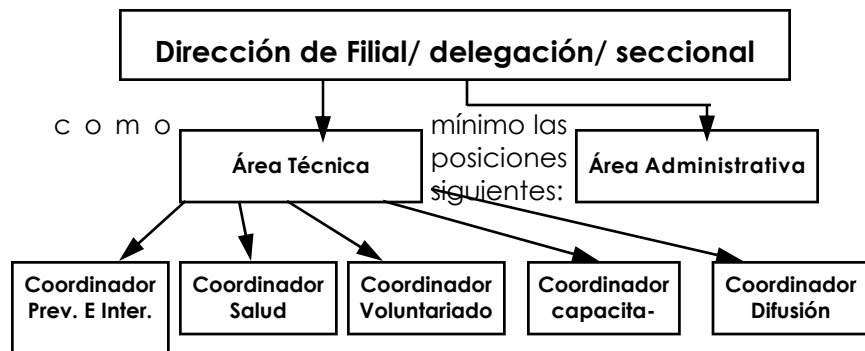 Dirección de Filial/ delegación/ seccional
c o m o
mínimo las
posiciones
siguientes:
Área Técnica
Área Administrativa
Coordinador
Prev. E Inter.
Coordinador
Salud
Coordinador
Voluntariado
Coordinador
capacita-
Coordinador
Difusión